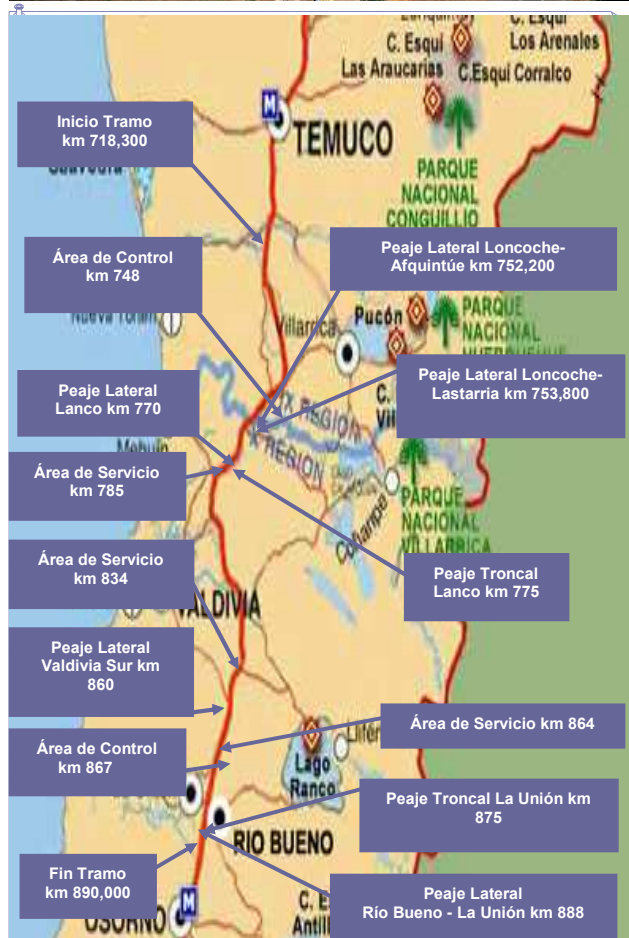 C. Esquí
Los Arenales
C. Esquí
Las Araucarias
C.Esquí Corralco
Inicio Tramo
km 718,300
TEMUCO
PARQUE
NACIONAL
CONGUILLIO
Área de Control
km 748
Peaje Lateral Loncoche-
Afquintúe km 752,200
Villarrica
Pucón
PARQUE
NACIONAL
Peaje Lateral
Lanco km 770
IX REGION
X REGION
Peaje Lateral Loncoche-
Lastarria km 753,800
Área de Servicio
km 785
Coñaripe
PARQUE
NACIONAL
VILLARRICA
Área de Servicio
km 834
Peaje Troncal
Lanco km 775
VALDIVIA
Peaje Lateral
Valdivia Sur km
860
Área de Servicio km 864
Área de Control
km 867
Lago
Ranco
Peaje Troncal La Unión km
875
RIO BUENO
Fin Tramo
km 890,000
Peaje Lateral
Río Bueno - La Unión km 888
OSORNO